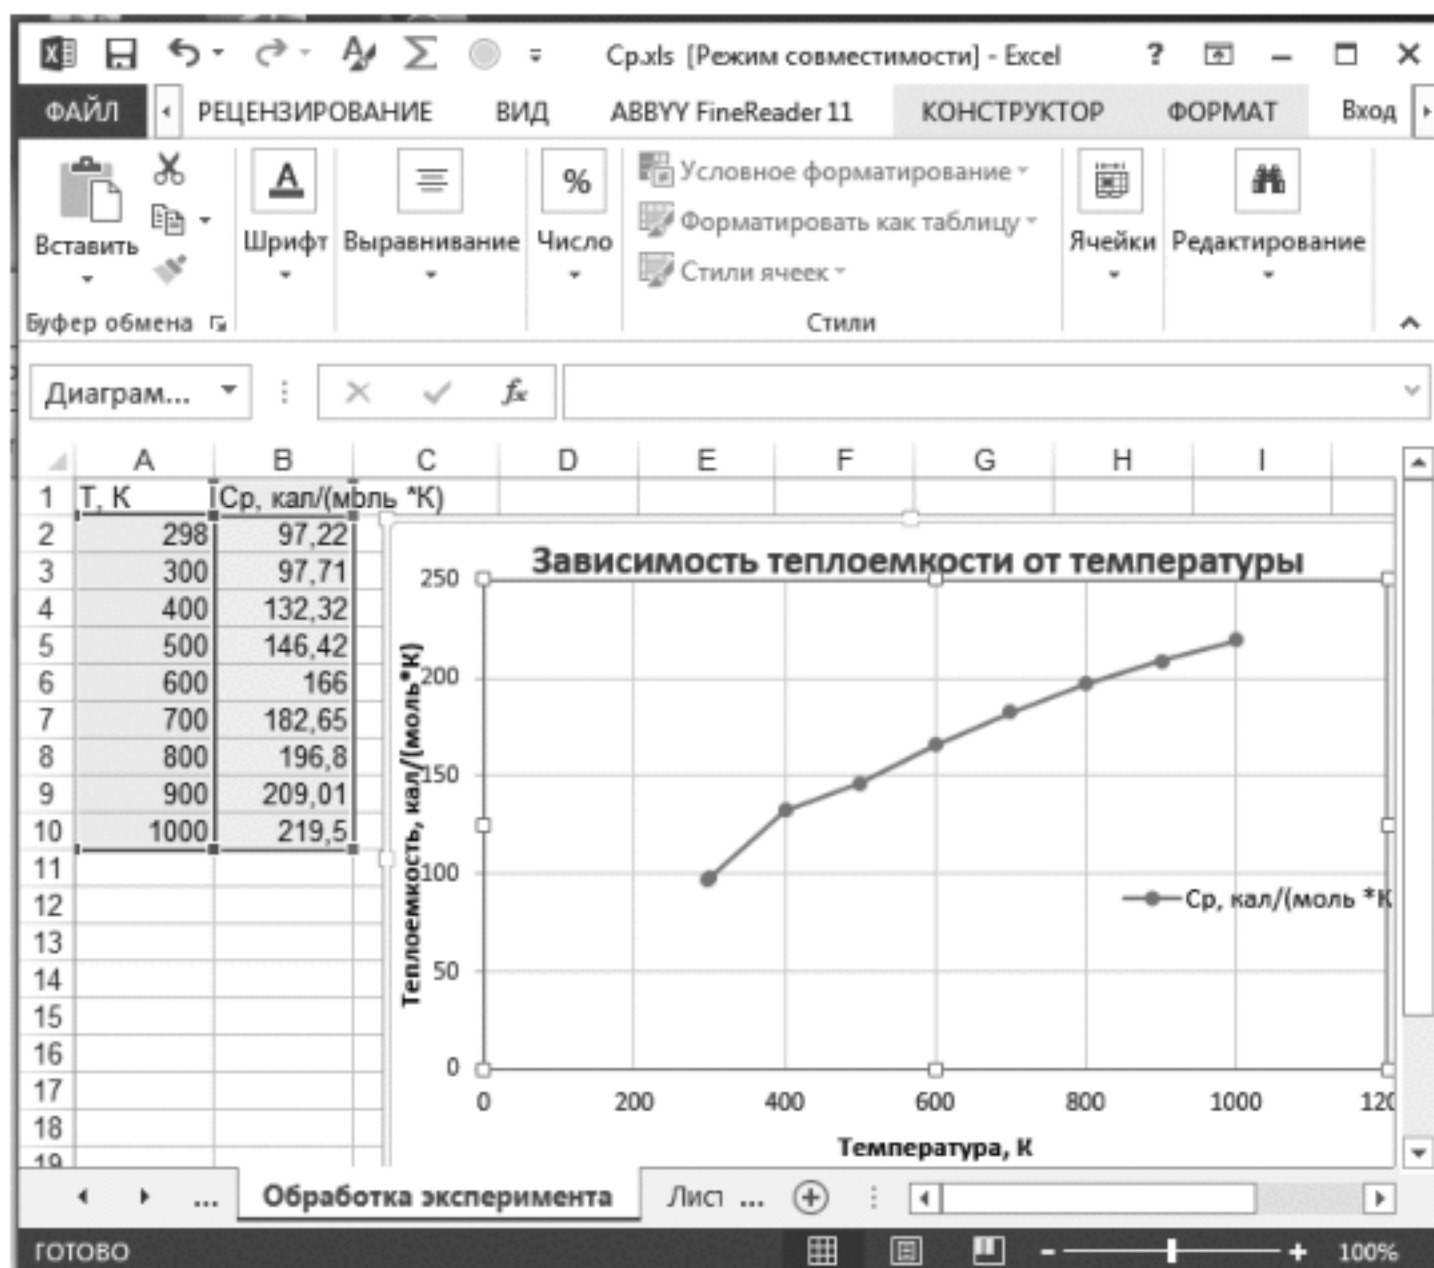 Cp.xls [Режим совместимости] - Excel ?
ФАЙЛ РЕЦЕНЗИРОВАНИЕ ВИД ABBYY FineReader 11 КОНСТРУКТОР ФОРМАТ Вход
Вставить Шрифт Выравнивание Число % Условное форматирование
Форматировать как таблицу
Стили ячеек
Ячейки Редактирование
Буфер обмена Стили
Диаграм... fx
A B C D E F G H I
1 T, К Ср, кал/(моль *К)
2 298 97,22
3 300 97,71
4 400 132,32
5 500 146,42
6 600 166
7 700 182,65
8 800 196,8
9 900 209,01
10 1000 219,5
11
12
13
14
15
16
17
18
19
Зависимость теплоемкости от температуры
Теплоемкость, кал/(моль*К)
250
200
150
100
50
0
0 200 400 600 800 1000 120
Ср, кал/(моль *К
Температура, К
... Обработка эксперимента Лист ...
ГОТОВО 100%